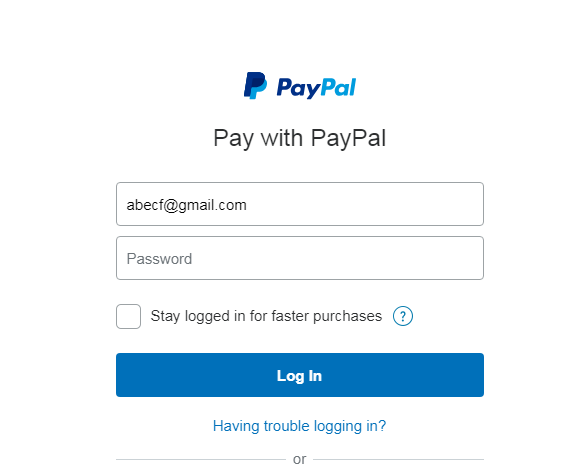 PayPal
Pay with PayPal
abecf@gmail.com
Password
Stay logged in for faster purchases ?
Log In
Having trouble logging in?
or